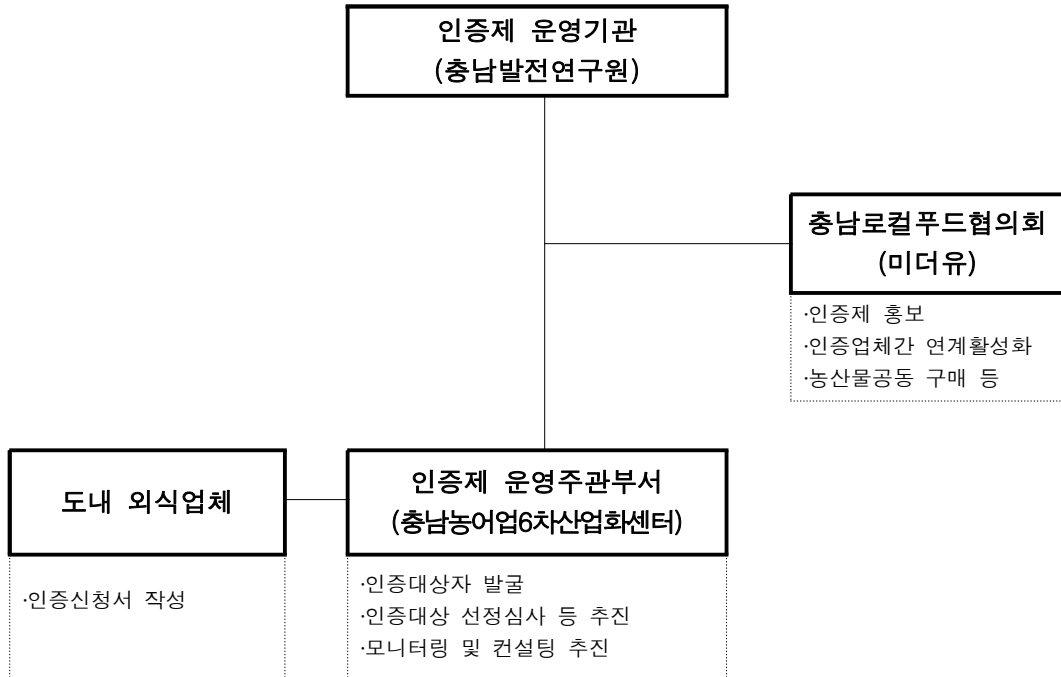 인증제 운영기관
(충남발전연구원)
충남로컬푸드협의회
(미더유)
·인증제 홍보
·인증업체간 연계활성화
·농산물공동 구매 등
도내 외식업체
·인증신청서 작성
인증제 운영주관부서
(충남농어업6차산업화센터)
·인증대상자 발굴
·인증대상 선정심사 등 추진
·모니터링 및 컨설팅 추진